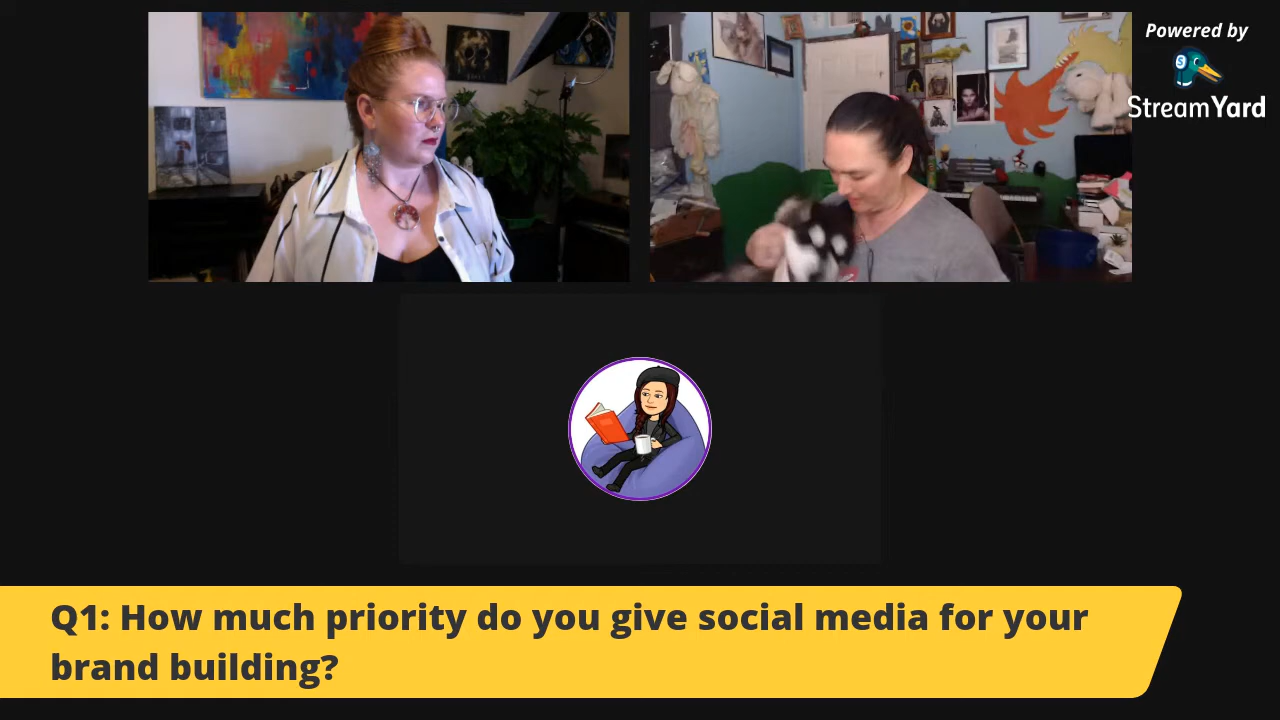 Powered by
StreamYard
Q1: How much priority do you give social media for your
brand building?